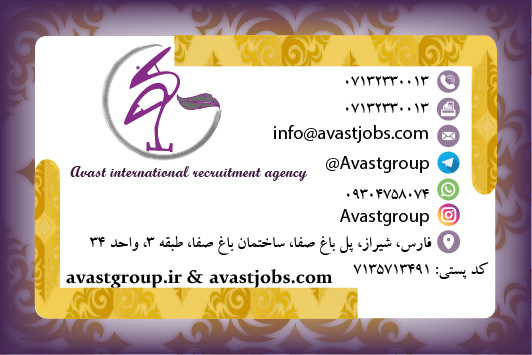 ۰۷۱۳۲۳۳۰۰۱۳
۰۷۱۳۲۳۳۰۰۱۳
info@avastjobs.com
@Avastgroup
Avast international recruitment agency
۰۹۳۰۴۷۵۸۰۷۴
Avastgroup
فارس، شیراز، پل باغ صفا، ساختمان باغ صفا، طبقه ۳، واحد ۳۴
کد پستی: ۷۱۳۵۷۱۳۴۹۱
avastgroup.ir & avastjobs.com